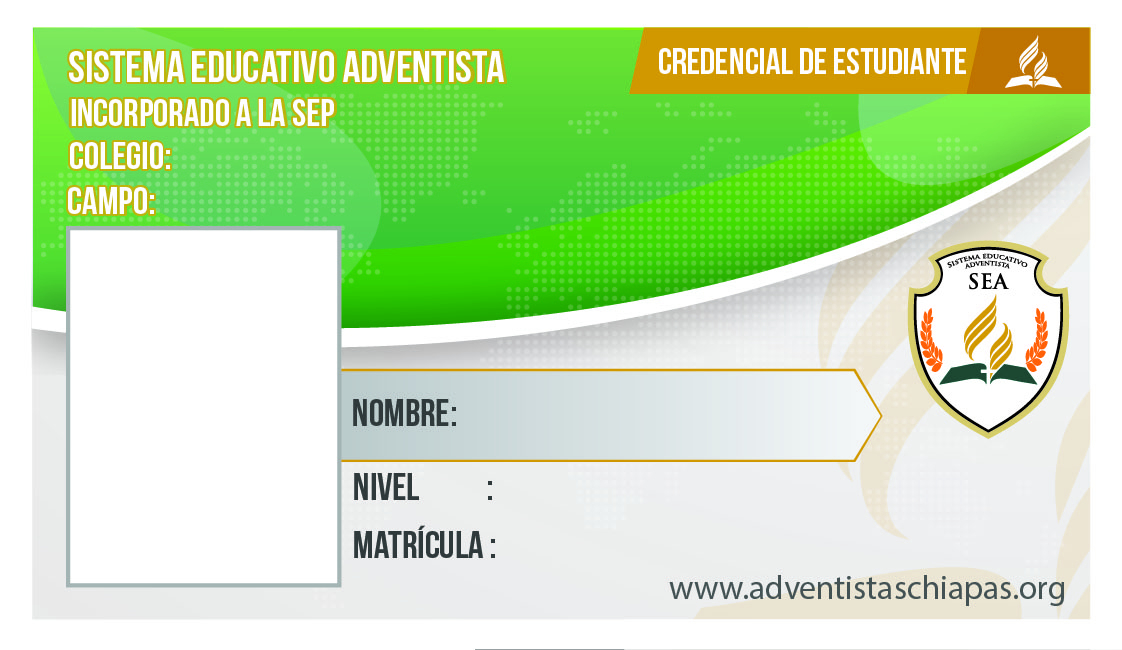 SISTEMA EDUCATIVO ADVENTISTA
CREDENCIAL DE ESTUDIANTE
INCORPORADO A LA SEP
COLEGIO:
CAMPO:
SISTEMA EDUCATIVO
ADVENTISTA
SEA
NOMBRE:
NIVEL :
MATRÍCULA :
www.adventistaschiapas.org